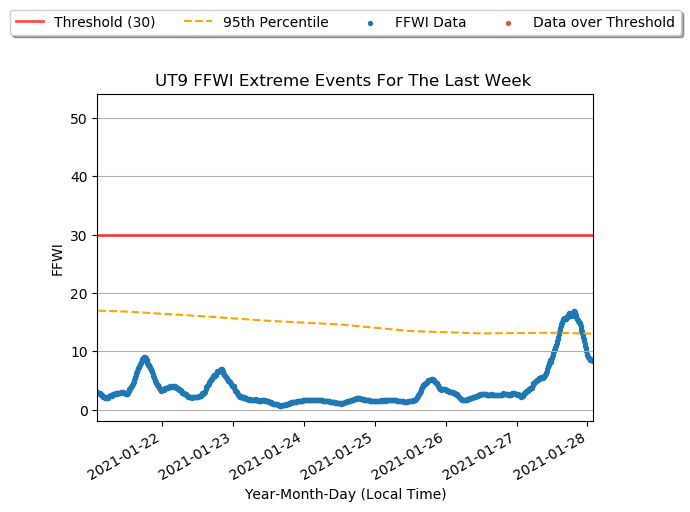 Threshold (30) 95th Percentile FFWI Data Data over Threshold
UT9 FFWI Extreme Events For The Last Week
50
40
30
20
10
0
FFWI
2021-01-22 2021-01-23 2021-01-24 2021-01-25 2021-01-26 2021-01-27 2021-01-28
Year-Month-Day (Local Time)